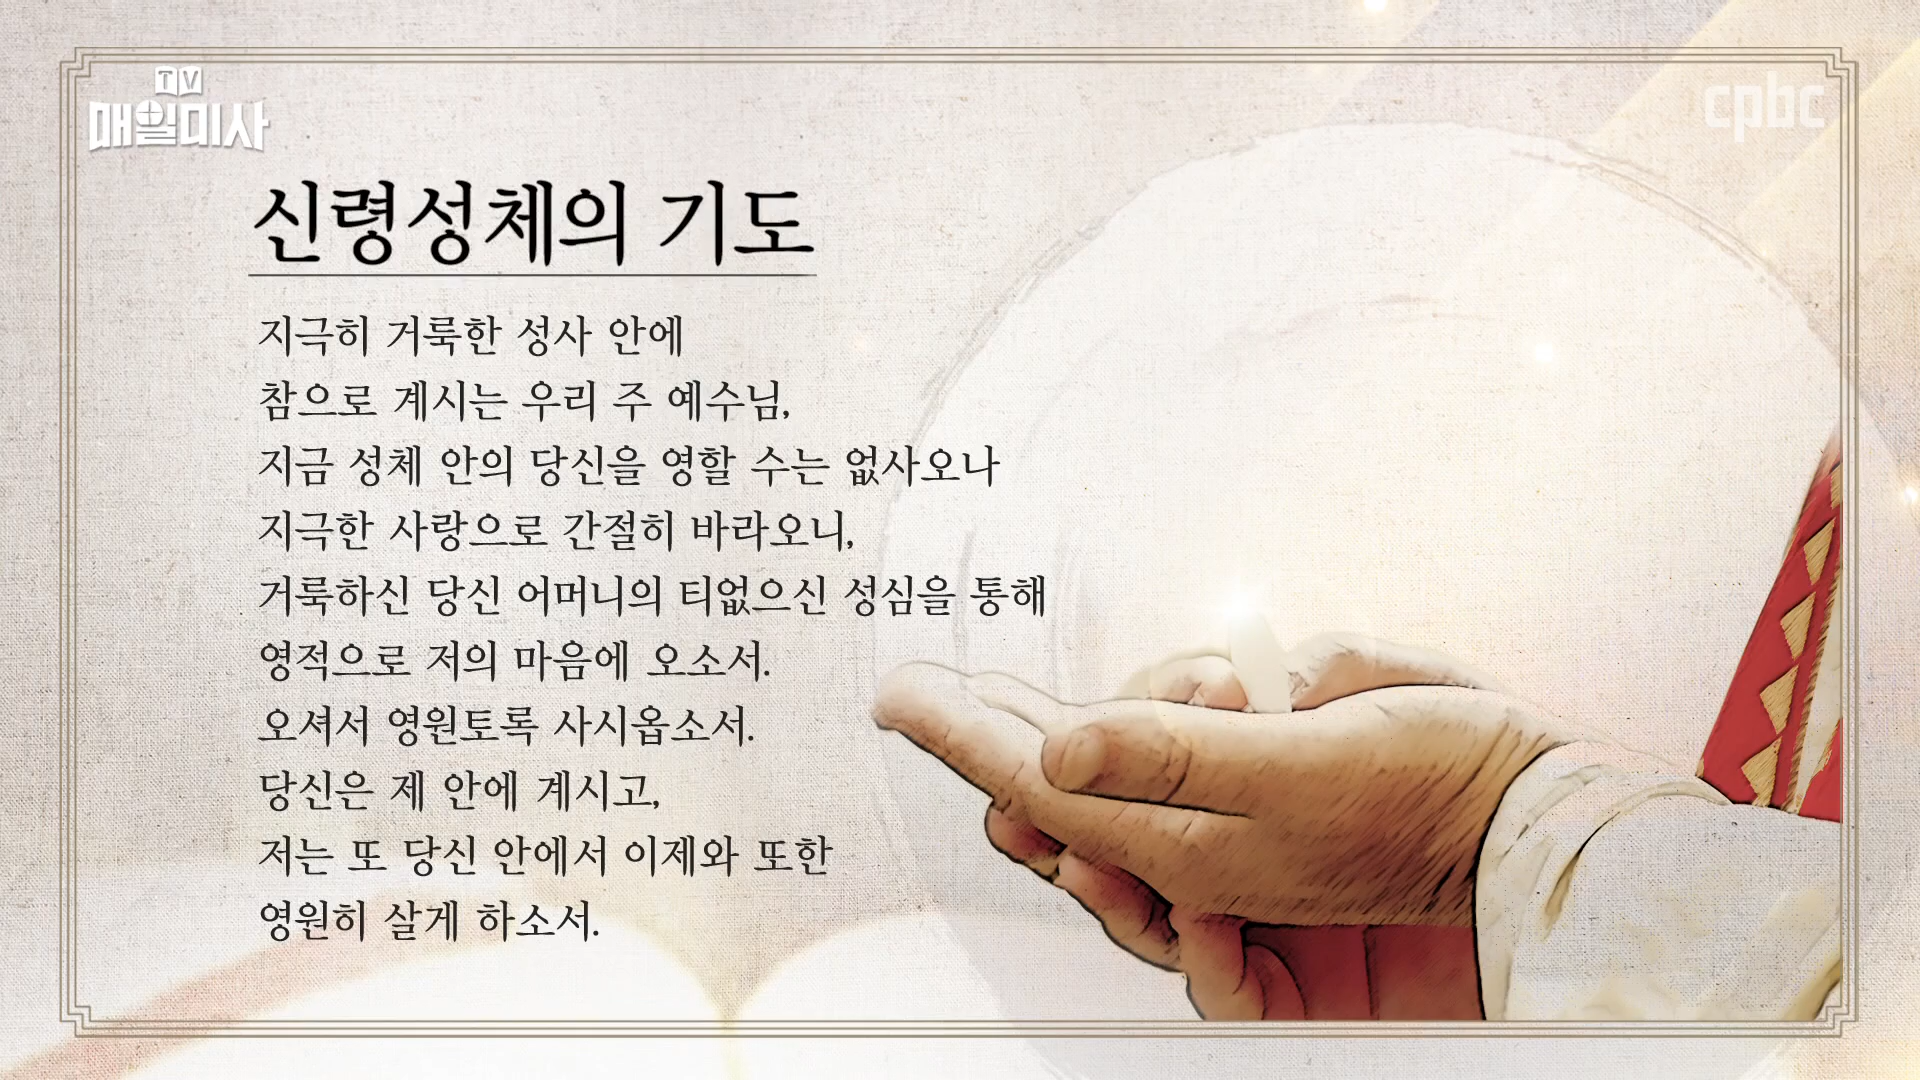 TV
매일미사
cpbc
신령성체의 기도
지극히 거룩한 성사 안에
참으로 계시는 우리 주 예수님,
지금 성체 안의 당신을 영할 수는 없사오나
지극한 사랑으로 간절히 바라오니,
거룩하신 당신 어머니의 티없으신 성심을 통해
영적으로 저의 마음에 오소서.
오셔서 영원토록 사시옵소서.
당신은 제 안에 계시고,
저는 또 당신 안에서 이제와 또한
영원히 살게 하소서.